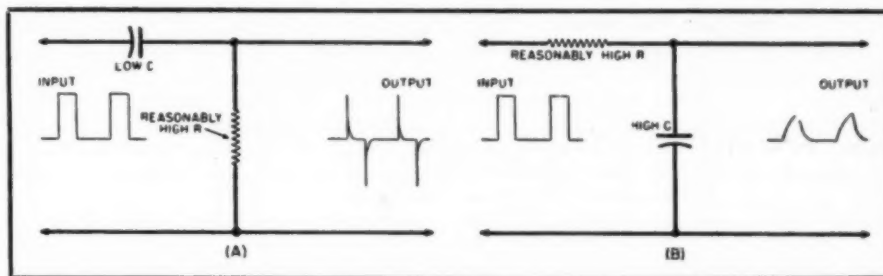 LOW C
INPUT
OUTPUT
REASONABLY
HIGH R
(A)
REASONABLY HIGH R
INPUT
OUTPUT
HIGH C
(B)